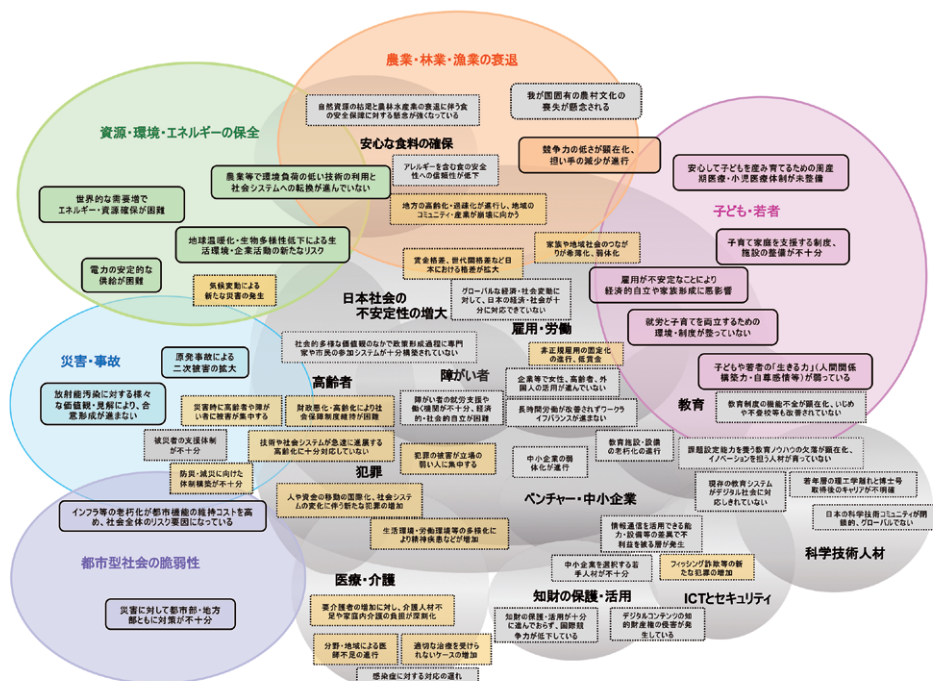 農業・林業・漁業の衰退
自然資源の枯渇と農林水産業の衰退に伴う食
の安全保障に対する懸念が強くなっている
我が国固有の農村文化の
喪失が懸念される
安心な食料の確保
競争力の低さが顕在化、
担い手の減少が進行
アレルギーを含む食の安全
性への信頼性が低下
資源・環境・エネルギーの保全
農業等で環境負荷の低い技術の利用と
社会システムへの転換が進んでいない
世界的な需要増で
エネルギー・資源確保が困難
地球温暖化・生物多様性低下による生
活環境・企業活動の新たなリスク
電力の安定的な
供給が困難
気候変動による
新たな災害の発生
地方の高齢化・過疎化が進行し、地域の
コミュニティ・産業が崩壊に向かう
家族や地域社会のつなが
りが希薄化、弱体化
賃金格差、世代間格差など日
本における格差が拡大
安心して子どもを産み育てるための周産
期医療・小児医療体制が未整備
子ども・若者
子育て家庭を支援する制度、
施設の整備が不十分
雇用が不安定なことにより
経済的自立や家族形成に悪影響
就労と子育てを両立するための
環境・制度が整っていない
子どもや若者の「生きる力」(人間関係
構築力・自尊感情等)が弱っている
日本社会の
不安定性の増大
グローバルな経済・社会変動に
対して、日本の経済・社会が十
分に対応できていない
雇用・労働
社会的多様な価値観のなかで政策形成過程に専門
家や市民の参加システムが十分構築されていない
非正規雇用の固定化
の進行、低賃金
災害・事故
原発事故による
二次被害の拡大
放射能汚染に対する様々
な価値観・見解により、合
意形成が進まない
災害時に高齢者や障が
い者に被害が集中する
被災者の支援体制
が不十分
防災・減災に向けた
体制構築が不十分
高齢者
財政悪化・高齢化により社
会保障制度維持が困難
技術や社会システムが急速に進展する
高齢化に十分対応していない
障がい者
障がい者の就労支援や
働く機関が不十分、経済
的・社会的自立が困難
企業等で女性、高齢者、外
国人の活用が進んでいない
長時間労働が改善されずワークラ
イフバランスが進まない
教育
教育制度の機能不全が顕在化、いじめ
や不登校等も改善されていない
教育施設・設備
の老朽化の進行
課題設定能力を養う教育ノウハウの欠落が顕在化、
イノベーションを担う人材が育っていない
犯罪
犯罪の被害が立場の
弱い人に集中する
人や資金の移動の国際化、社会システム
の変化に伴う新たな犯罪の増加
生活環境・労働環境等の多様化に
より精神疾患などが増加
中小企業の弱
体化が進行
ベンチャー・中小企業
現存の教育システム
がデジタル社会に対
応しきれていない
若年層の理工学離れと博士号
取得後のキャリアが不明確
日本の科学技術コミュニティが閉
鎖的、グローバルでない
科学技術人材
インフラ等の老朽化が都市機能の維持コストを高
め、社会全体のリスク要因になっている
都市型社会の脆弱性
災害に対して都市部・地方
部ともに対策が不十分
情報通信を活用できる能
力・設備等の差異で不
利益を被る層が発生
中小企業を選択する若
手人材が不十分
フィッシング詐欺等の新
たな犯罪の増加
ICTとセキュリティ
医療・介護
要介護者の増加に対し、介護人材不
足や家庭内介護の負担が深刻化
分野・地域による医
師不足の進行
適切な治療を受けら
れないケースの増加
感染症に対する対応の遅れ
知財の保護・活用
知財の保護・活用が十分
に進んでおらず、国際競
争力が低下している
デジタルコンテンツの知
的財産権の侵害が発
生している